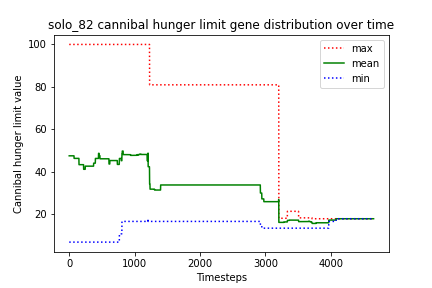 solo_82 cannibal hunger limit gene distribution over time
100
80
60
40
20
Cannibal hunger limit value
max
mean
min
0
1000
2000
3000
4000
Timesteps